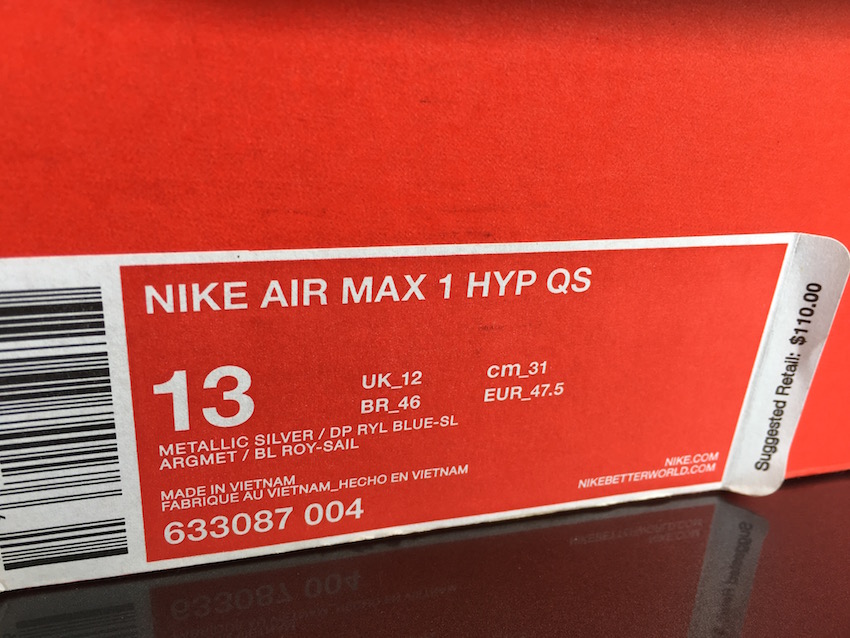 NIKE AIR MAX 1 HYP QS
13
UK_12
cm_31
BR_46
EUR_47.5
METALLIC SILVER / DP RYL BLUE-SL
ARGMET / BL ROY-SAIL
MADE IN VIETNAM
FABRIQUE AU VIETNAM_HECHO EN VIETNAM
633087 004
NIKE.COM
NIKEBETTERWORLD.COM
Suggested Retail: $110.00